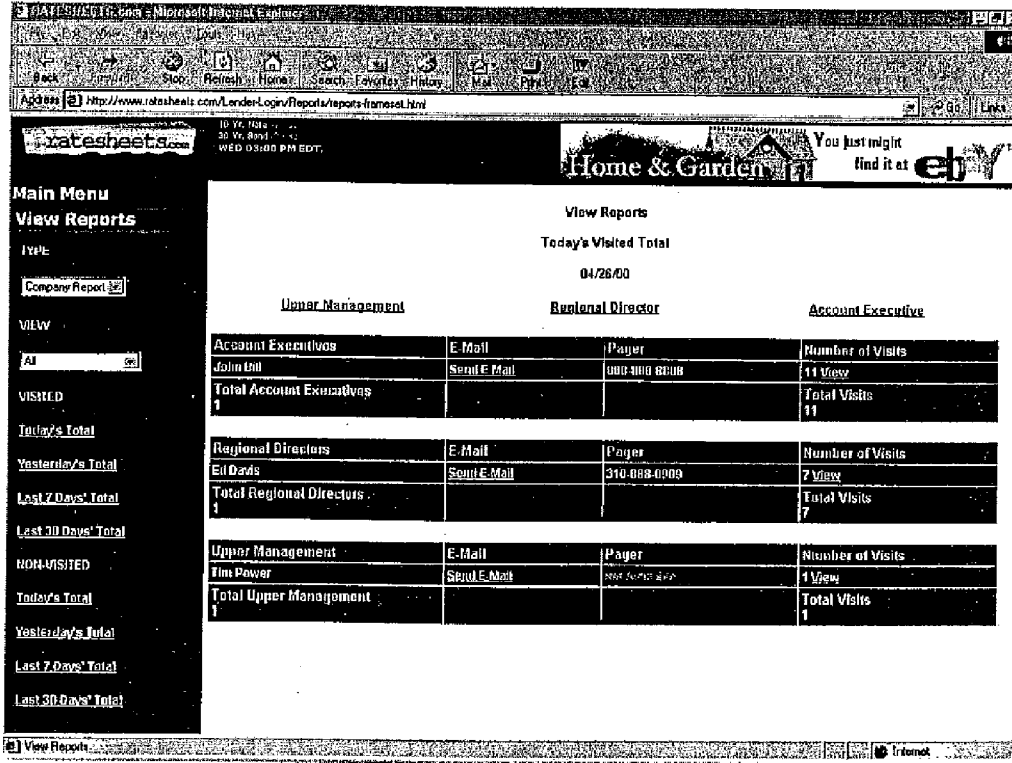 Microsoft Internet Explorer
Back Stop Refresh Home Search Favorites History Mail Print Edit
Address http://www.ratesheets.com/Lender-Login/Reports/reports-frameset.html Go Links
ratesheets.com
WED 03:00 PM EDT,
Home & Garden
You just might
find it at
Main Menu
View Reports
TYPE
Company Report
VIEW
All
VISITED
Today's Total
Yesterday's Total
Last 7 Days' Total
Last 30 Days' Total
NON-VISITED
Today's Total
Yesterday's Total
Last 7 Days' Total
Last 30 Days' Total
View Reports
Today's Visited Total
04/26/00
Upper Management Regional Director Account Executive
Account Executives E-Mail Pager Number of Visits
John Bill Send E-Mail 11 View
Total Account Executives Total Visits
1 11
Regional Directors E-Mail Pager Number of Visits
Ed Davis Send E-Mail 310-888-0909 7 View
Total Regional Directors Total Visits
1 7
Upper Management E-Mail Pager Number of Visits
Tim Power Send E-Mail 1 View
Total Upper Management Total Visits
1 1
View Reports Internet